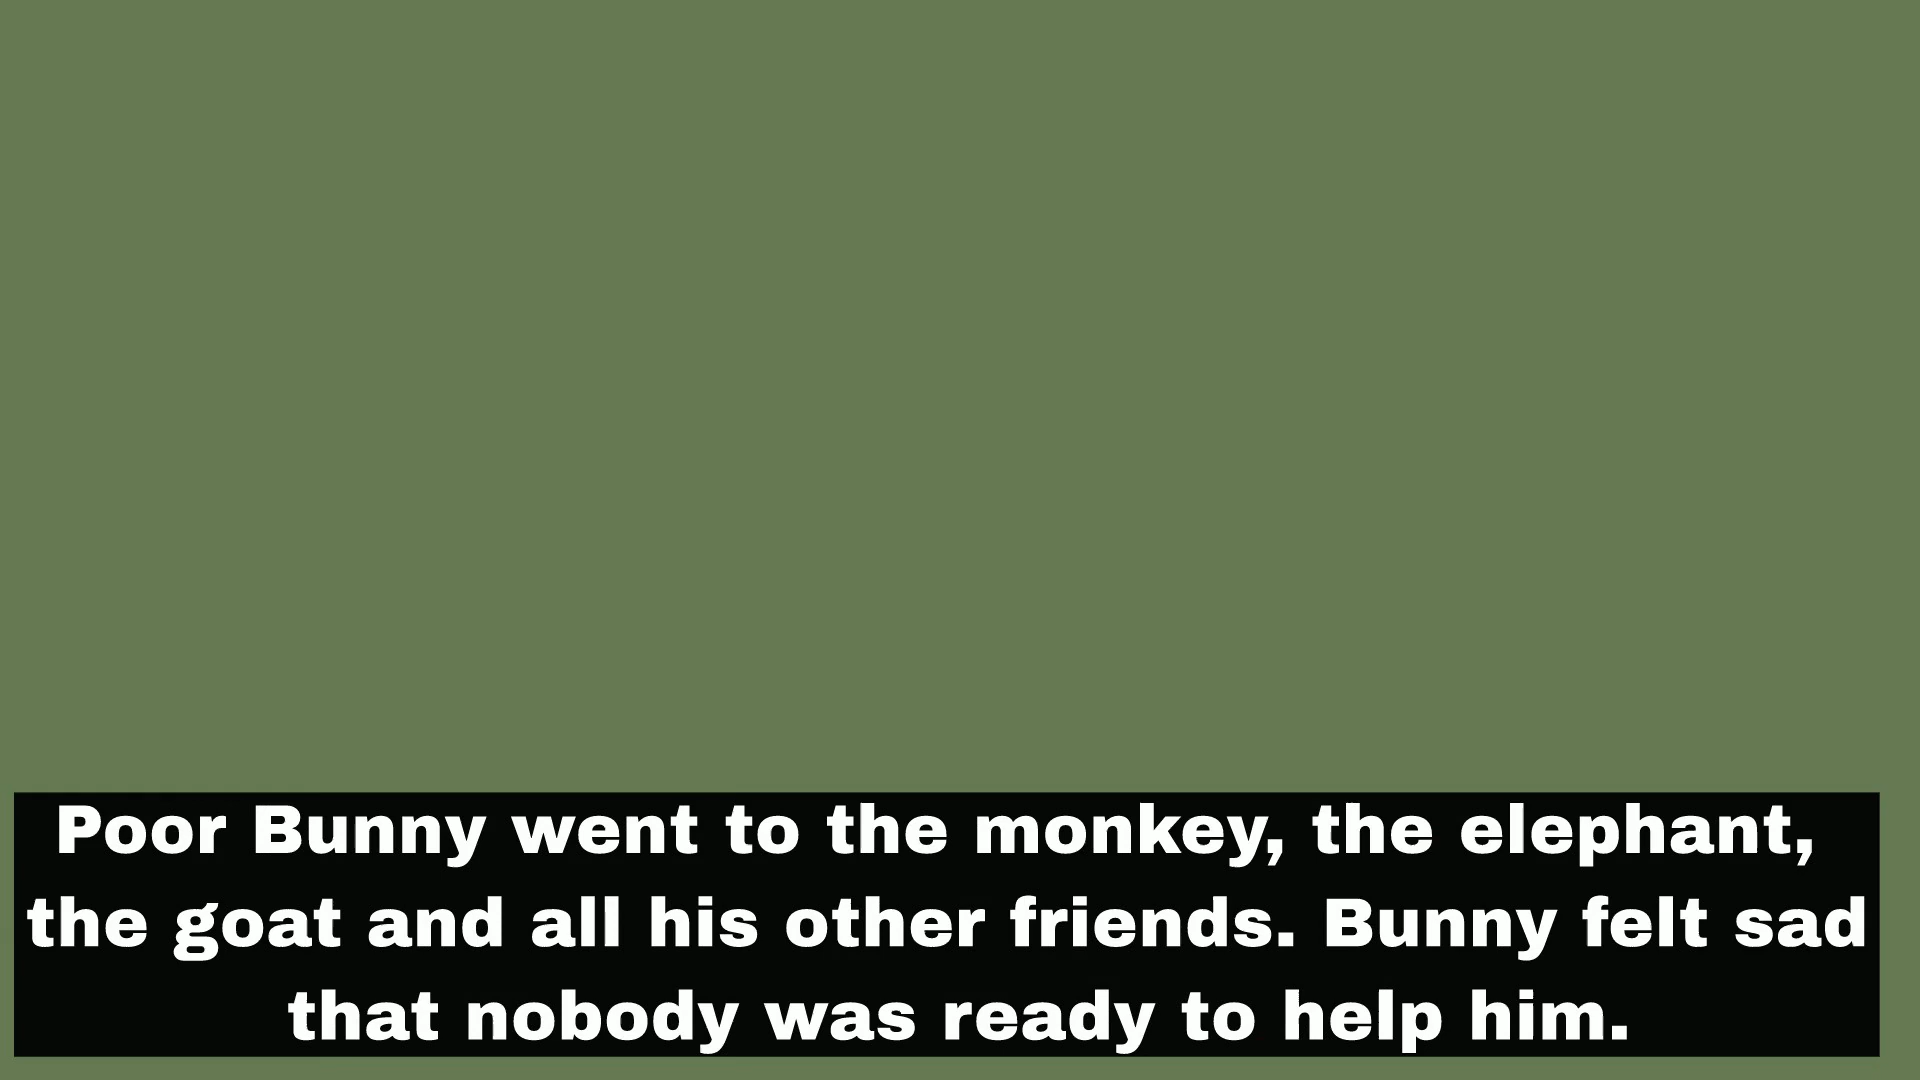 Poor Bunny went to the monkey, the elephant,
the goat and all his other friends. Bunny felt sad
that nobody was ready to help him.